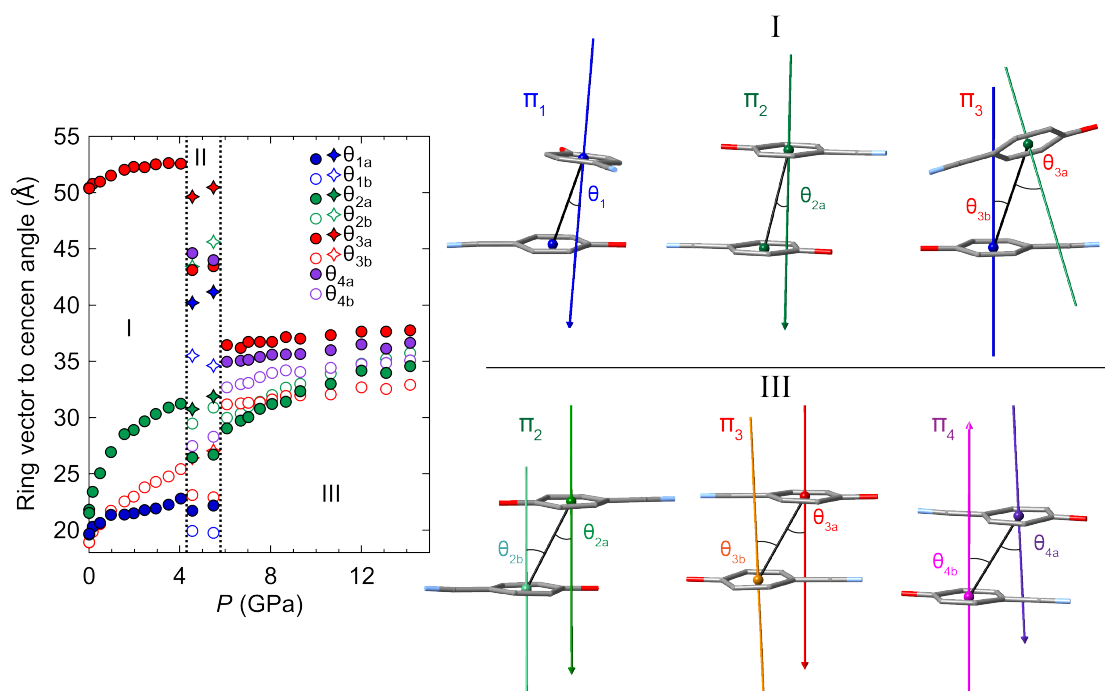 Ring vector to cencen angle (Å)
55
50
45
40
35
30
25
20
0
4
8
12
P (GPa)
I
II
III
θ1a
θ1b
θ2a
θ2b
θ3a
θ3b
θ4a
θ4b
I
π1
θ1
π2
θ2a
π3
θ3a
θ3b
III
π2
θ2b
θ2a
π3
θ3b
θ3a
π4
θ4b
θ4a